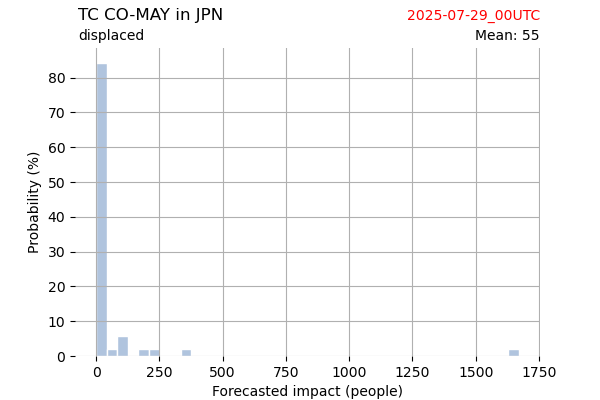 TC CO-MAY in JPN
2025-07-29_00UTC
displaced
Mean: 55
80
70
60
50
40
30
20
10
0
Probability (%)
0 250 500 750 1000 1250 1500 1750
Forecasted impact (people)